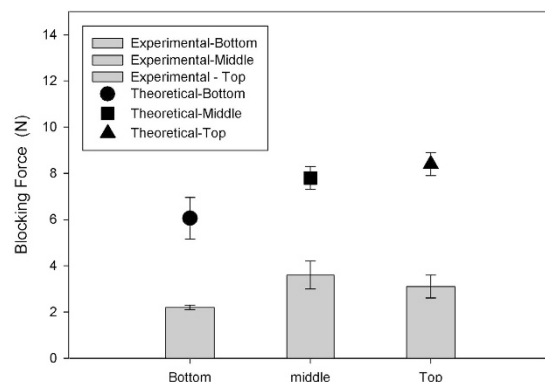 14
12
10
8
6
4
2
0
Blocking Force (N)
Experimental-Bottom
Experimental-Middle
Experimental - Top
Theoretical-Bottom
Theoretical-Middle
Theoretical-Top
Bottom
middle
Top